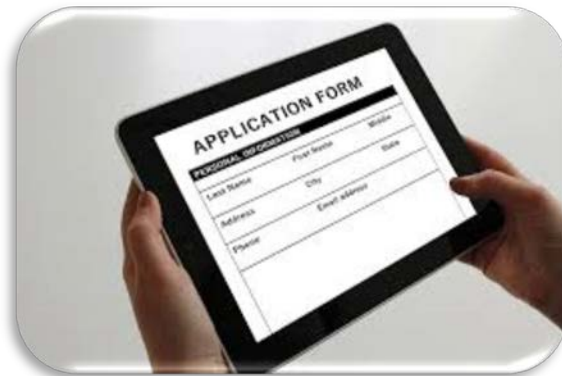 APPLICATION FORM
PERSONAL INFORMATION
Last Name First Name Middle
Address City State
Phone Email address